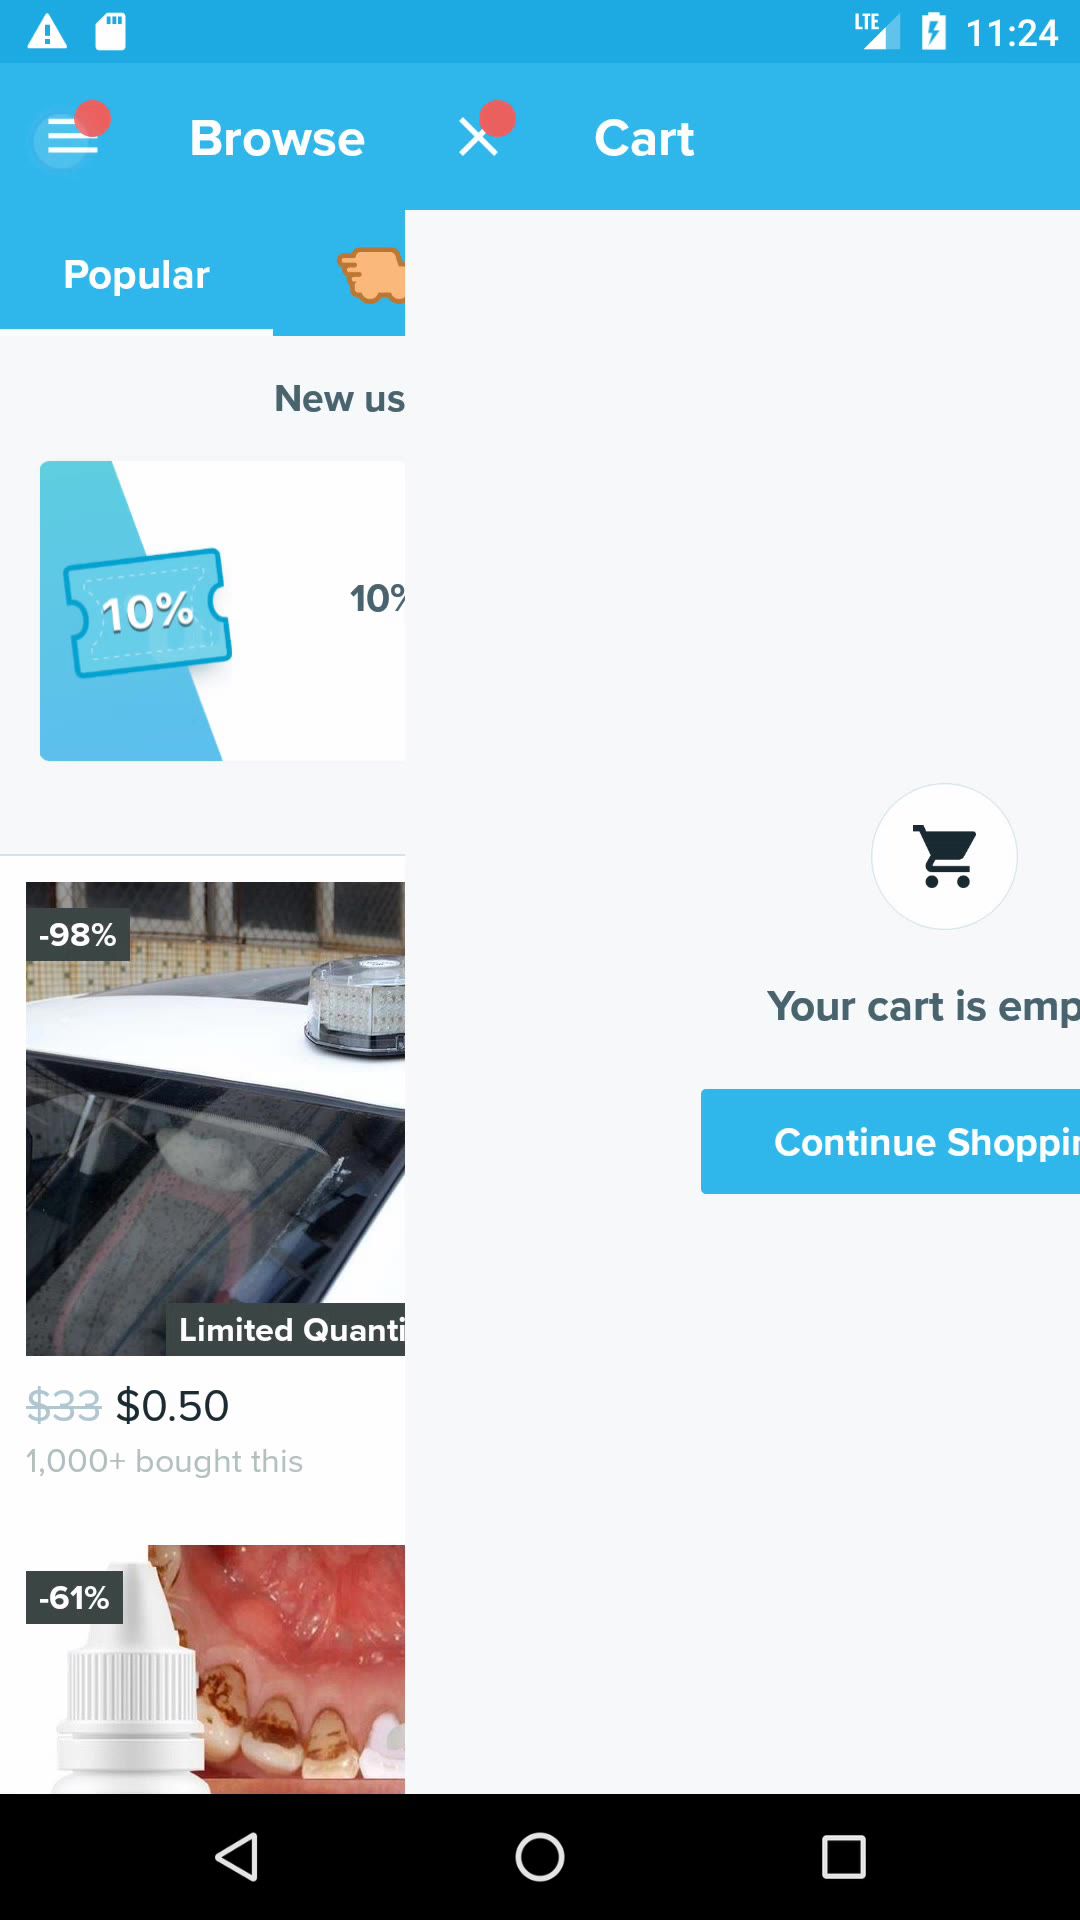 LTE 11:24
Browse
Cart
Popular
New us
10%
10%
-98%
Limited Quanti
$33 $0.50
1,000+ bought this
-61%
Your cart is emp
Continue Shoppin